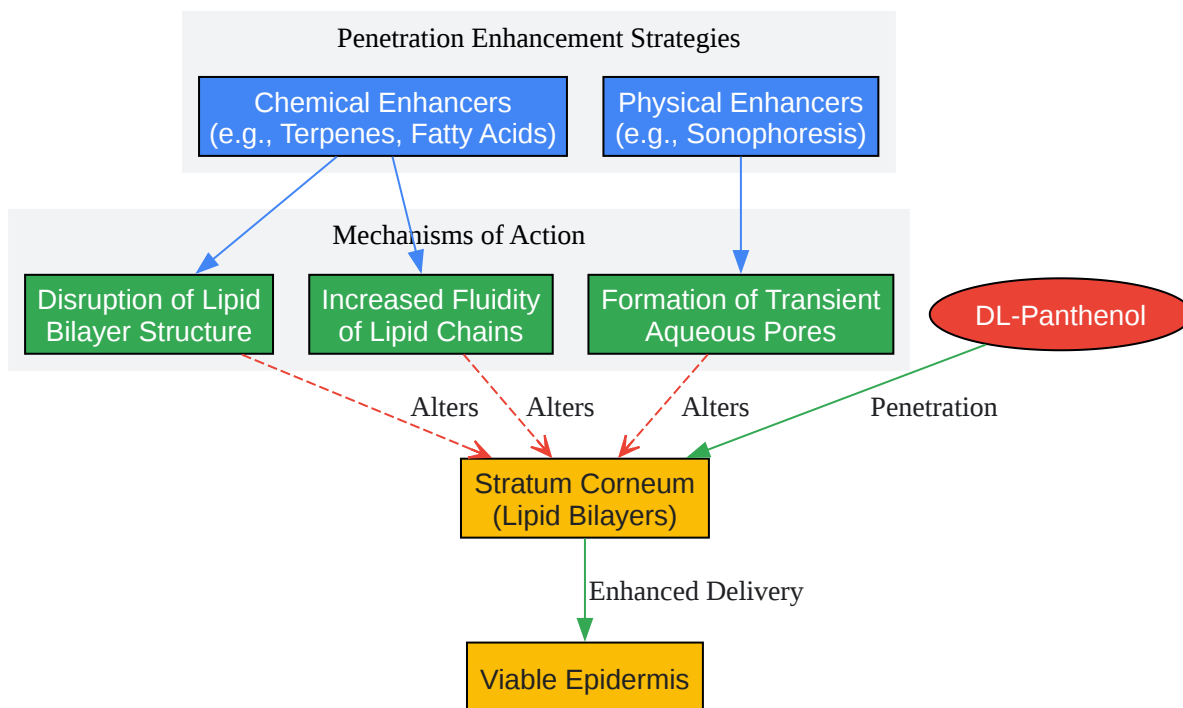 Penetration Enhancement Strategies
Chemical Enhancers
(e.g., Terpenes, Fatty Acids)
Physical Enhancers
(e.g., Sonophoresis)
Mechanisms of Action
Disruption of Lipid
Bilayer Structure
Increased Fluidity
of Lipid Chains
Formation of Transient
Aqueous Pores
DL-Panthenol
Alters
Alters
Alters
Penetration
Stratum Corneum
(Lipid Bilayers)
Enhanced Delivery
Viable Epidermis